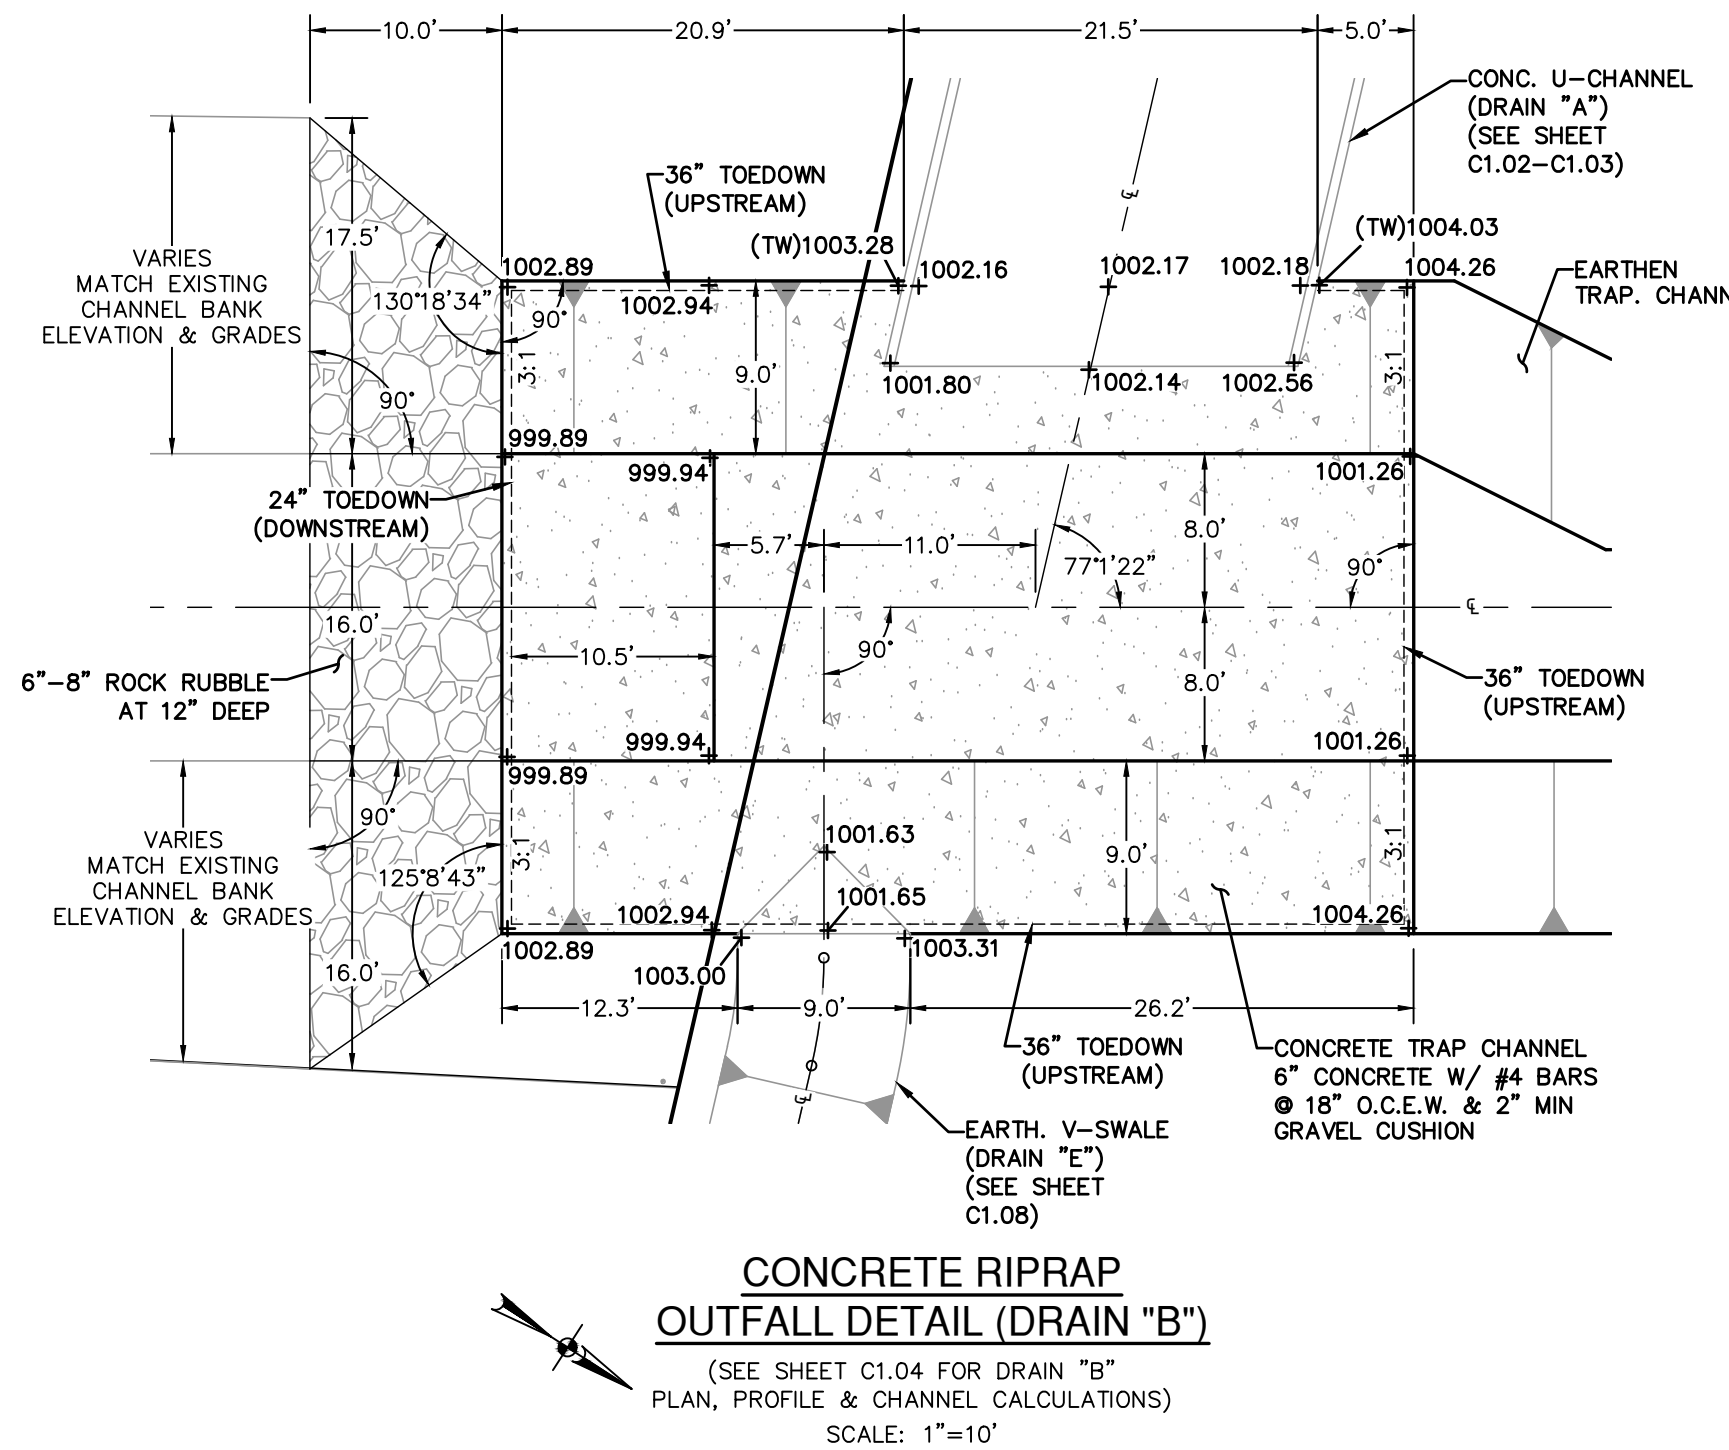 10.0'
20.9'
21.5'
5.0'
CONC. U-CHANNEL
(DRAIN "A")
(SEE SHEET
C1.02-C1.03)
36" TOEDOWN
(UPSTREAM)
17.5'
℄
(TW)1003.28
(TW)1004.03
VARIES
MATCH EXISTING
CHANNEL BANK
ELEVATION & GRADES
1002.89
1002.94
1002.16
1002.17
1002.18
1004.26
EARTHEN
TRAP. CHANN
130°18'34"
90°
3:1
9.0'
1001.80
1002.14
1002.56
3:1
90°
999.89
999.94
1001.26
24" TOEDOWN
(DOWNSTREAM)
5.7'
11.0'
8.0'
77°1'22"
90°
℄
16.0'
10.5'
90°
8.0'
6"-8" ROCK RUBBLE
AT 12" DEEP
36" TOEDOWN
(UPSTREAM)
999.94
1001.26
999.89
90°
VARIES
MATCH EXISTING
CHANNEL BANK
ELEVATION & GRADES
3:1
1001.63
9.0'
3:1
125°8'43"
1001.65
1002.94
1004.26
1002.89
1003.00
1003.31
16.0'
12.3'
9.0'
26.2'
℄
36" TOEDOWN
(UPSTREAM)
CONCRETE TRAP CHANNEL
6" CONCRETE W/ #4 BARS
@ 18" O.C.E.W. & 2" MIN
GRAVEL CUSHION
EARTH. V-SWALE
(DRAIN "E")
(SEE SHEET
C1.08)
CONCRETE RIPRAP
OUTFALL DETAIL (DRAIN "B")
(SEE SHEET C1.04 FOR DRAIN "B"
PLAN, PROFILE & CHANNEL CALCULATIONS)
SCALE: 1"=10'